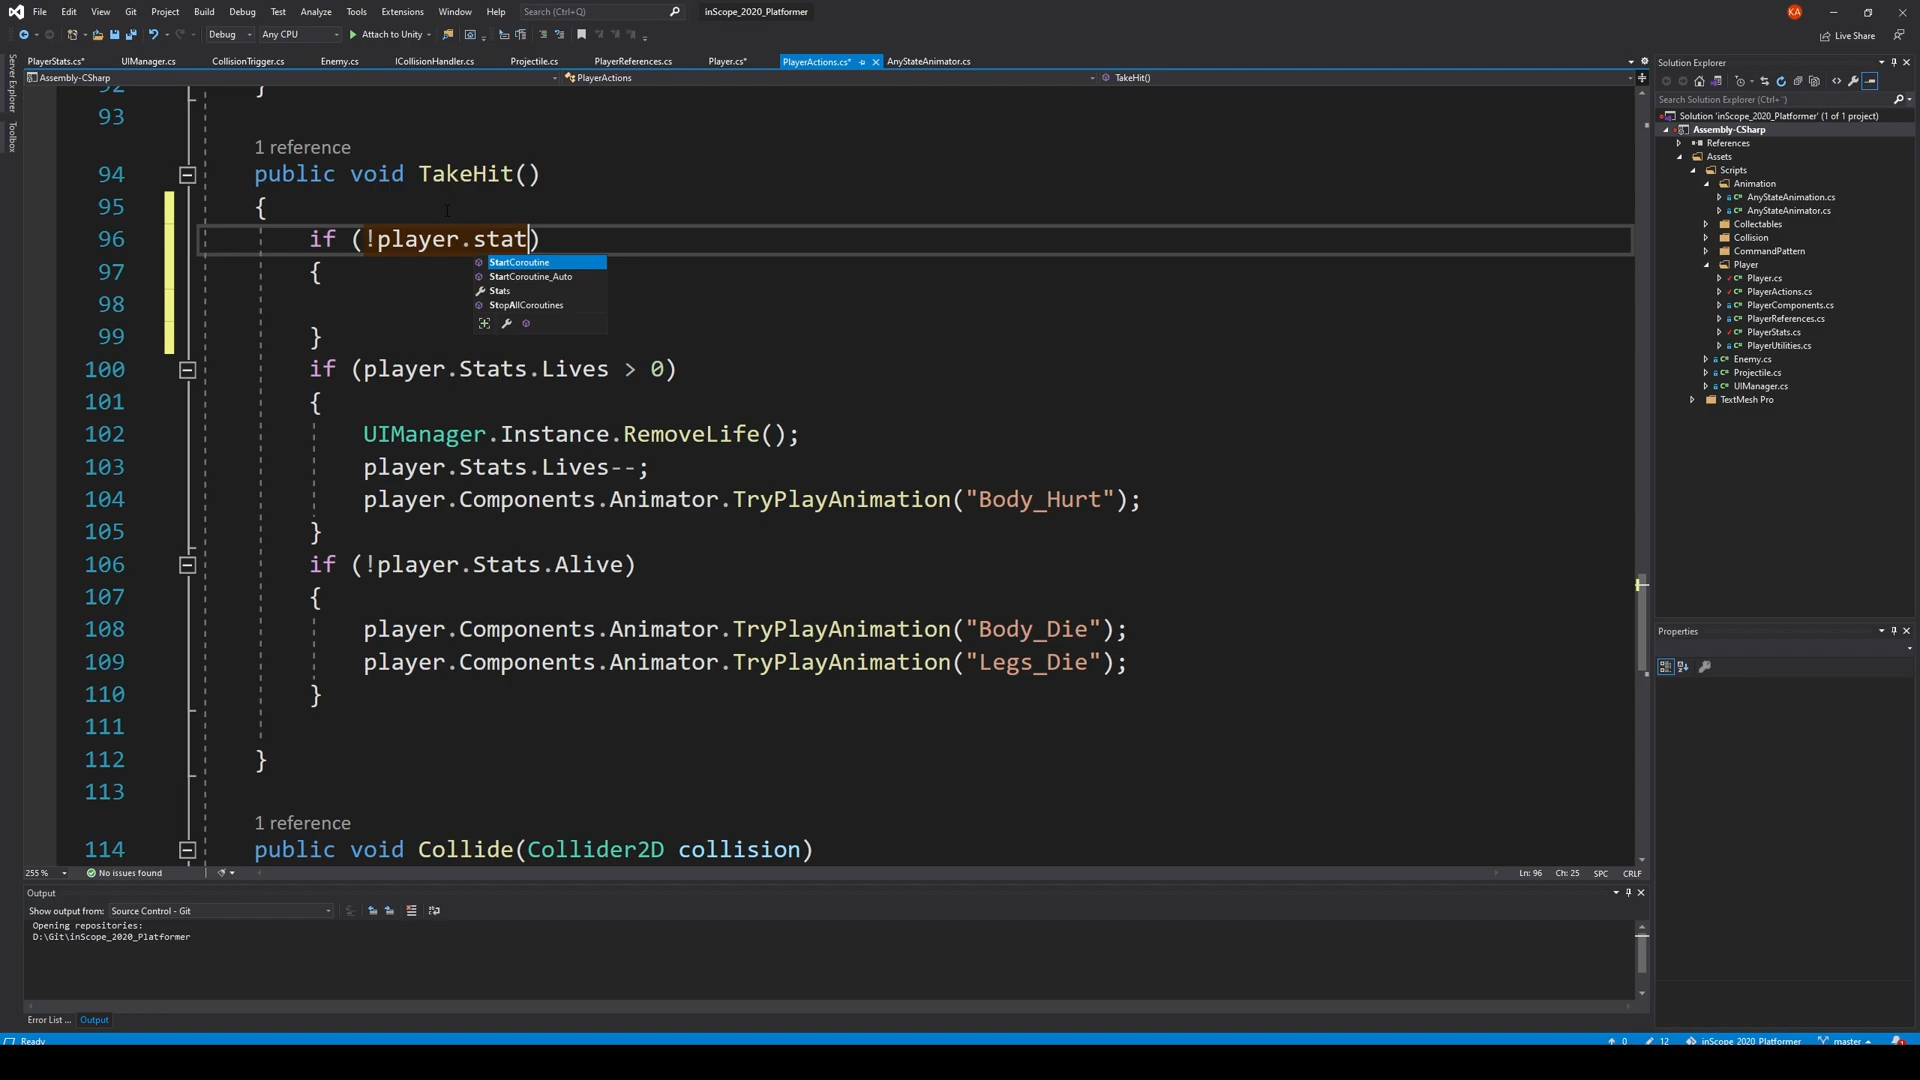 File Edit View Git Project Build Debug Test Analyze Tools Extensions Window Help Search (Ctrl+Q) inScope_2020_Platformer KA
Debug Any CPU Attach to Unity Live Share
PlayerStats.cs* UIManager.cs CollisionTrigger.cs Enemy.cs ICollisionHandler.cs Projectile.cs PlayerReferences.cs Player.cs* PlayerActions.cs* AnyStateAnimator.cs
Assembly-CSharp PlayerActions TakeHit()
Server Explorer
Toolbox
92 }
93
1 reference
94 public void TakeHit()
95 {
96 if (!player.stat)
StartCoroutine
StartCoroutine_Auto
Stats
StopAllCoroutines
97 {
98
99 }
100 if (player.Stats.Lives > 0)
101 {
102 UIManager.Instance.RemoveLife();
103 player.Stats.Lives--;
104 player.Components.Animator.TryPlayAnimation("Body_Hurt");
105 }
106 if (!player.Stats.Alive)
107 {
108 player.Components.Animator.TryPlayAnimation("Body_Die");
109 player.Components.Animator.TryPlayAnimation("Legs_Die");
110 }
111
112 }
113
1 reference
114 public void Collide(Collider2D collision)
255 % No issues found Ln: 96 Ch: 25 SPC CRLF
Output
Show output from: Source Control - Git
Opening repositories:
D:\Git\inScope_2020_Platformer
Error List ... Output
Ready 0 12 inScope_2020_Platformer master 1
Solution Explorer
Search Solution Explorer (Ctrl+¨)
Solution 'inScope_2020_Platformer' (1 of 1 project)
Assembly-CSharp
References
Assets
Scripts
Animation
AnyStateAnimation.cs
AnyStateAnimator.cs
Collectables
Collision
CommandPattern
Player
Player.cs
PlayerActions.cs
PlayerComponents.cs
PlayerReferences.cs
PlayerStats.cs
PlayerUtilities.cs
Enemy.cs
Projectile.cs
UIManager.cs
TextMesh Pro
Properties